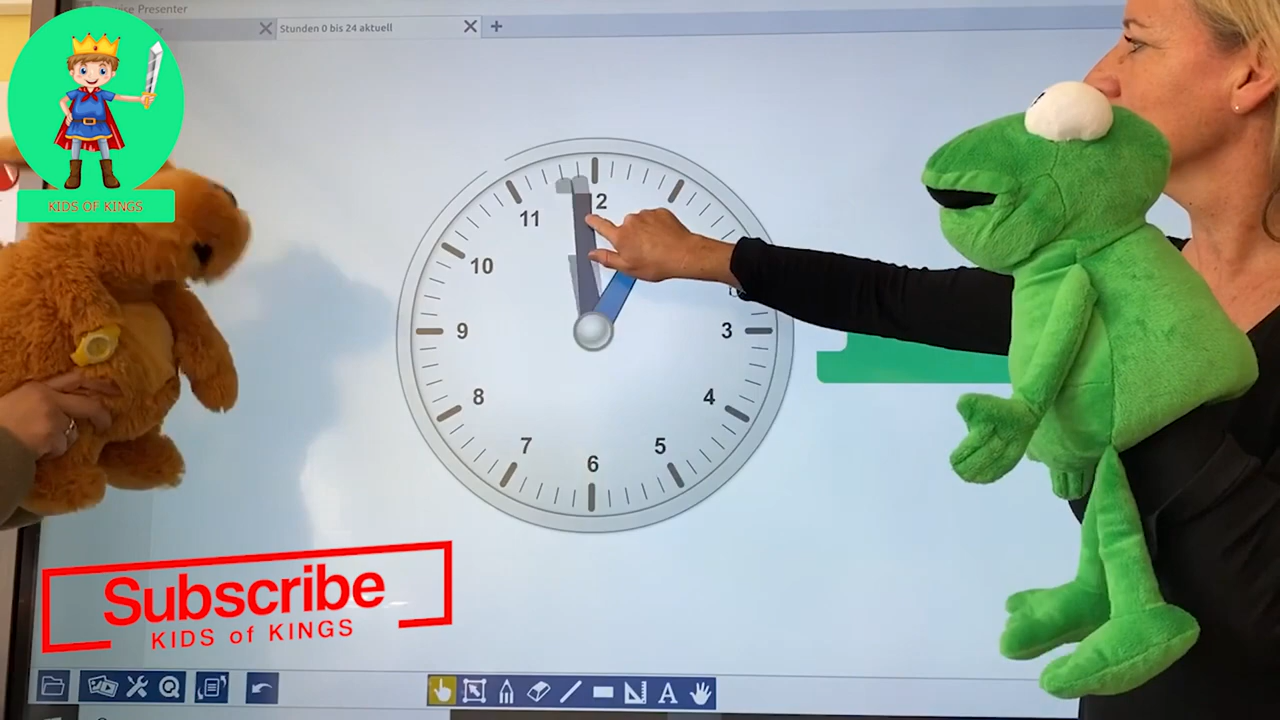 Presenter
Stunden 0 bis 24 aktuell
KIDS OF KINGS
2
11
10
9
3
8
4
7
5
6
Subscribe
KIDS of KINGS
A